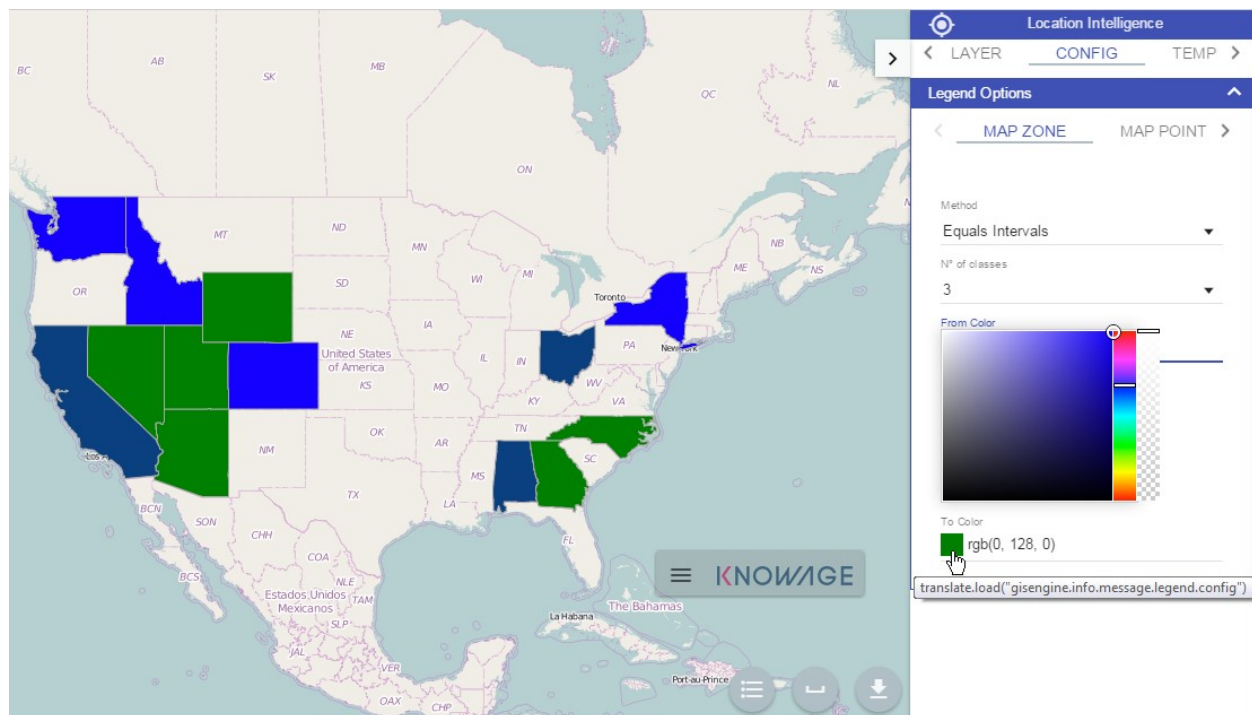 Location Intelligence
LAYER CONFIG TEMP
Legend Options
MAP ZONE MAP POINT
Method
Equals Intervals
N° of classes
3
From Color
To Color
rgb(0, 128, 0)
translate.load("gisengine.info.message.legend.config")
BC
AB
SK
MB
QC
NL
ON
MT
ND
MN
NB
ME
NS
OR
SD
WI
MI
Toronto
NE
IA
PA
New York
United States
of America
IL
IN
KS
MO
WV
KY
VA
OK
TN
NM
AR
SC
MS
TX
LA
BCN
SON
CHH
FL
COA
BCS
NLE
KNOWAGE
Estados Unidos
Mexicanos
TAM
The Bahamas
SLP
La Habana
JAL
VER
Port-au-Prince
OAX
CHP